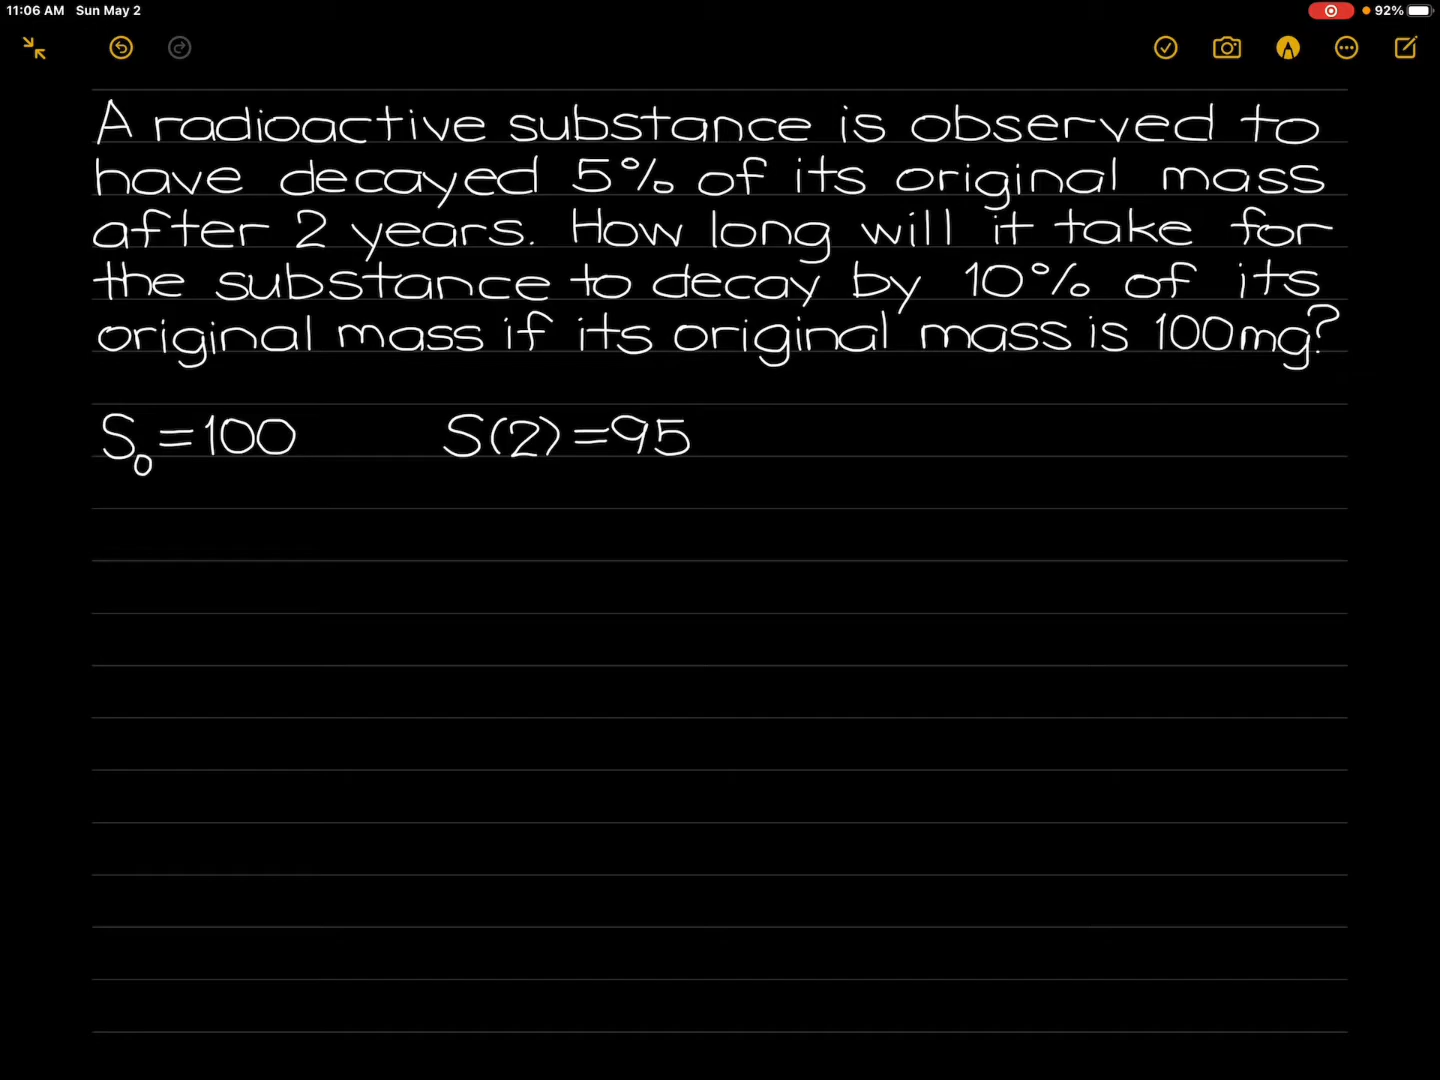 11:06 AM Sun May 2
92%
A radioactive substance is observed to
have decayed 5% of its original mass
after 2 years. How long will it take for
the substance to decay by 10% of its
original mass if its original mass is 100mg?
S₀=100 S(2)=95